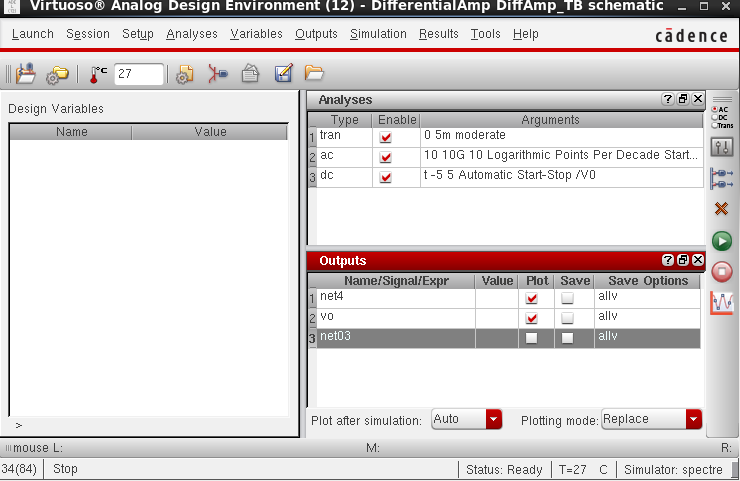 Virtuoso® Analog Design Environment (12) - DifferentialAmp DiffAmp_TB schematic
Launch Session Setup Analyses Variables Outputs Simulation Results Tools Help cādence
°C 27
Design Variables
Name Value
>
Analyses
Type Enable Arguments
1 tran 0 5m moderate
2 ac 10 10G 10 Logarithmic Points Per Decade Start...
3 dc t -5 5 Automatic Start-Stop /V0
AC
DC
Trans
Outputs
Name/Signal/Expr Value Plot Save Save Options
1 net4 allv
2 vo allv
3 net03 allv
Plot after simulation: Auto Plotting mode: Replace
mouse L: M: R:
34(84) Stop Status: Ready T=27 C Simulator: spectre